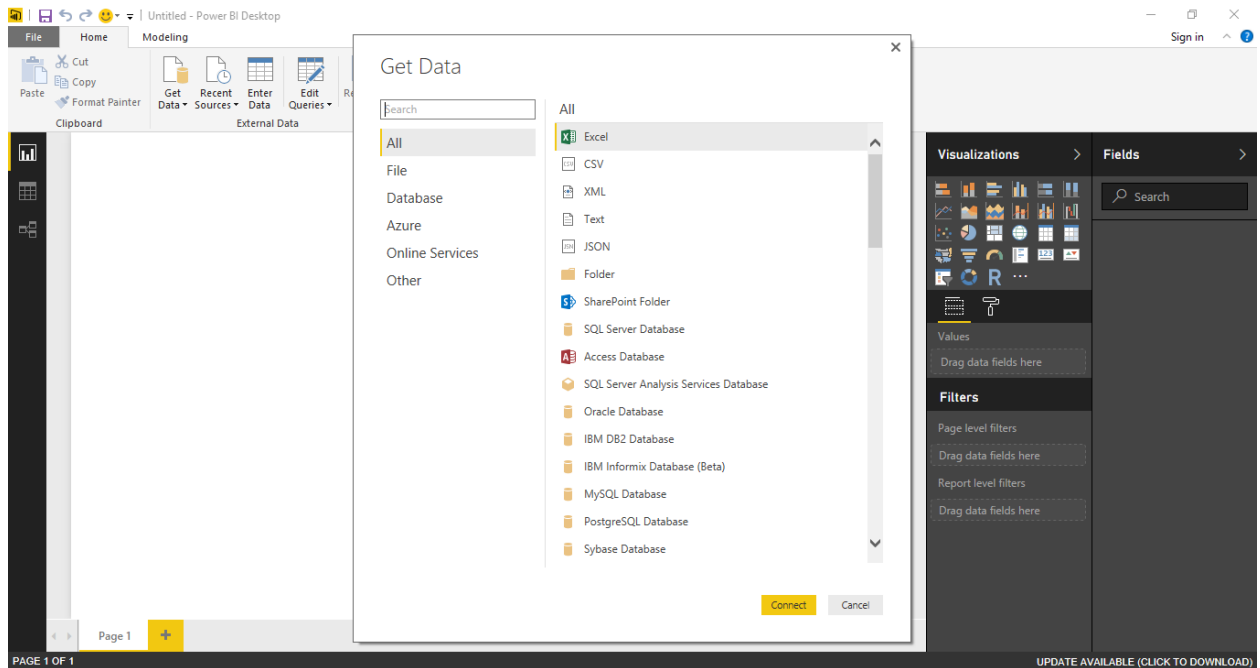 Untitled - Power BI Desktop
File Home Modeling
Sign in
Paste
Cut
Copy
Format Painter
Clipboard
Get Data
Recent Sources
Enter Data
Edit Queries
Re
External Data
Get Data
Search
All
File
Database
Azure
Online Services
Other
All
Excel
CSV
XML
Text
JSON
Folder
SharePoint Folder
SQL Server Database
Access Database
SQL Server Analysis Services Database
Oracle Database
IBM DB2 Database
IBM Informix Database (Beta)
MySQL Database
PostgreSQL Database
Sybase Database
Connect Cancel
Visualizations
R
123
Values
Drag data fields here
Filters
Page level filters
Drag data fields here
Report level filters
Drag data fields here
Fields
Search
Page 1
PAGE 1 OF 1
UPDATE AVAILABLE (CLICK TO DOWNLOAD)